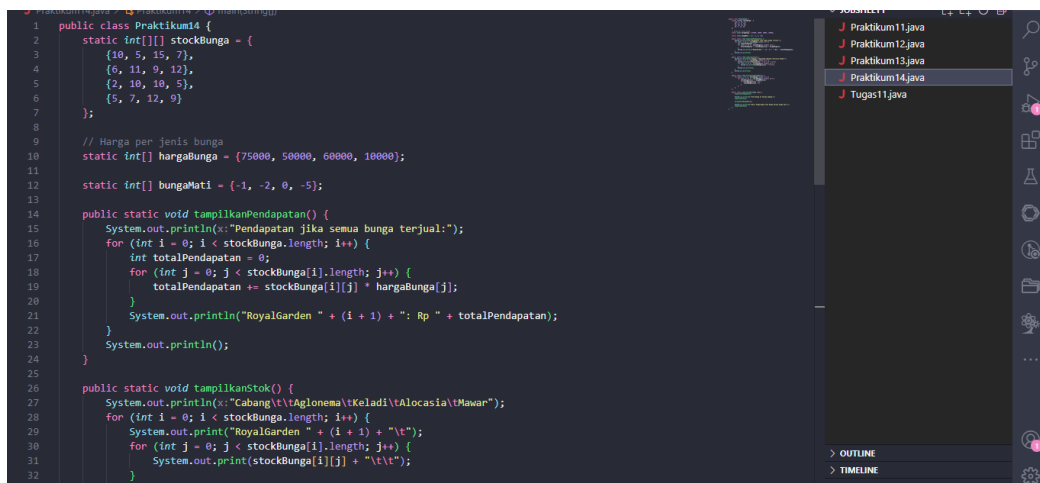 Praktikum14.java > Praktikum14 > main(String[])
1 public class Praktikum14 {
2 static int[][] stockBunga = {
3 {10, 5, 15, 7},
4 {6, 11, 9, 12},
5 {2, 10, 10, 5},
6 {5, 7, 12, 9}
7 };
8
9 // Harga per jenis bunga
10 static int[] hargaBunga = {75000, 50000, 60000, 10000};
11
12 static int[] bungaMati = {-1, -2, 0, -5};
13
14 public static void tampilkanPendapatan() {
15 System.out.println(x:"Pendapatan jika semua bunga terjual:");
16 for (int i = 0; i < stockBunga.length; i++) {
17 int totalPendapatan = 0;
18 for (int j = 0; j < stockBunga[i].length; j++) {
19 totalPendapatan += stockBunga[i][j] * hargaBunga[j];
20 }
21 System.out.println("RoyalGarden " + (i + 1) + ": Rp " + totalPendapatan);
22 }
23 System.out.println();
24 }
25
26 public static void tampilkanStok() {
27 System.out.println(x:"Cabang\t\tAglonema\tKeladi\tAlocasia\tMawar");
28 for (int i = 0; i < stockBunga.length; i++) {
29 System.out.print("RoyalGarden " + (i + 1) + "\t");
30 for (int j = 0; j < stockBunga[i].length; j++) {
31 System.out.print(stockBunga[i][j] + "\t\t");
32 }
JOBSHEET1
J Praktikum11.java
J Praktikum12.java
J Praktikum13.java
J Praktikum14.java
J Tugas11.java
> OUTLINE
> TIMELINE
1
1